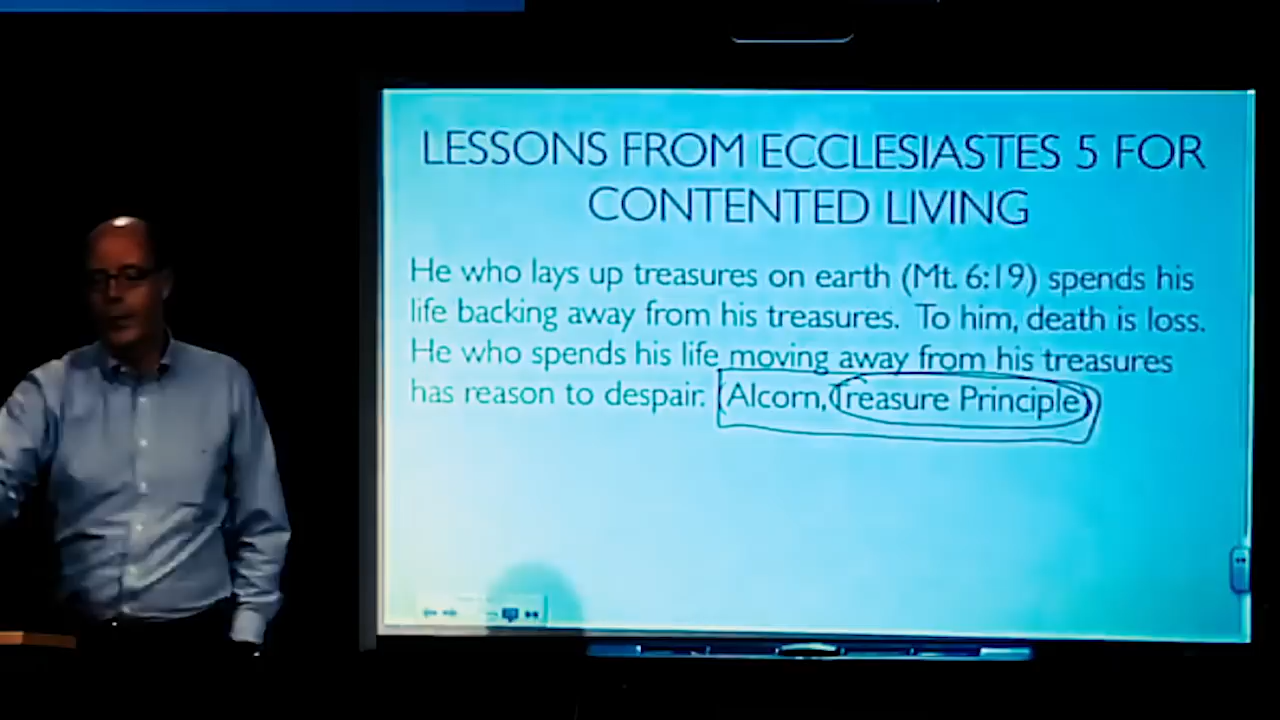 LESSONS FROM ECCLESIASTES 5 FOR
CONTENTED LIVING
He who lays up treasures on earth (Mt. 6:19) spends his
life backing away from his treasures. To him, death is loss.
He who spends his life moving away from his treasures
has reason to despair. (Alcorn, Treasure Principle)